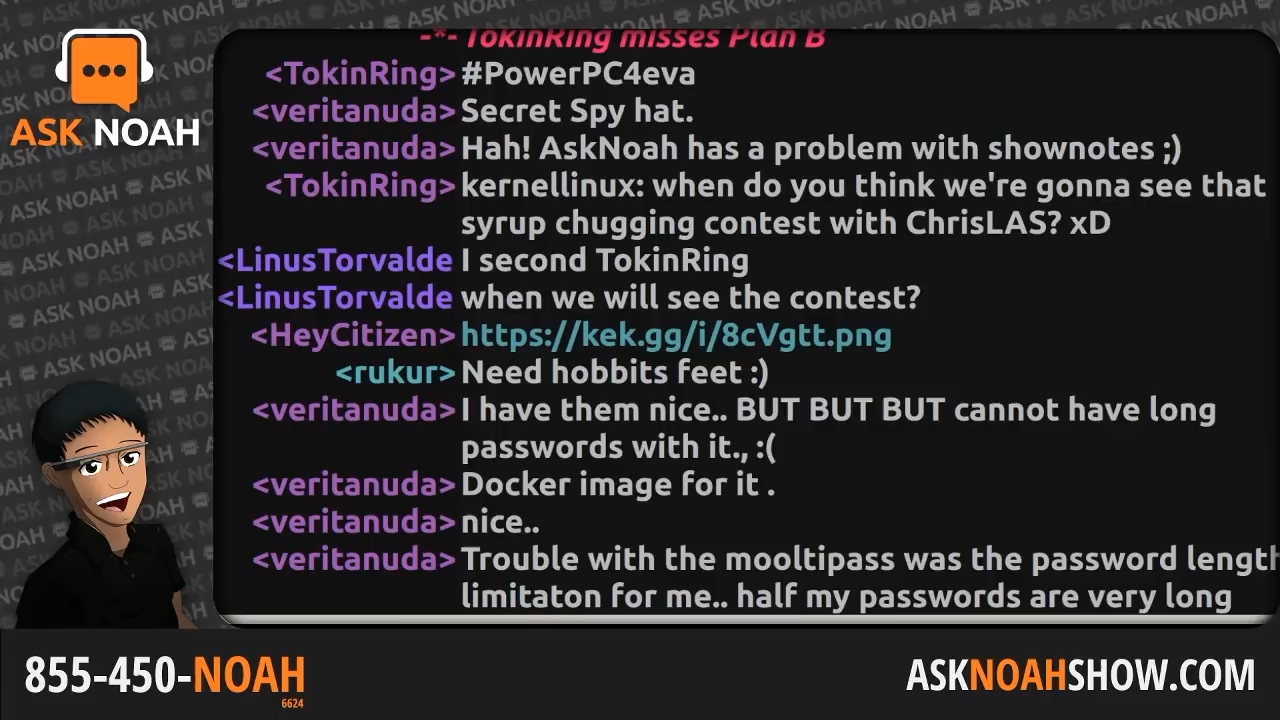 ASK NOAH
-*- TokinRing misses Plan B
<TokinRing> #PowerPC4eva
<veritanuda> Secret Spy hat.
<veritanuda> Hah! AskNoah has a problem with shownotes ;)
<TokinRing> kernellinux: when do you think we're gonna see that
syrup chugging contest with ChrisLAS? xD
<LinusTorvalde I second TokinRing
<LinusTorvalde when we will see the contest?
<HeyCitizen> https://kek.gg/i/8cVgtt.png
<rukur> Need hobbits feet :)
<veritanuda> I have them nice.. BUT BUT BUT cannot have long
passwords with it., :(
<veritanuda> Docker image for it .
<veritanuda> nice..
<veritanuda> Trouble with the mooltipass was the password length
limitaton for me.. half my passwords are very long
855-450-NOAH
6624
ASKNOAHSHOW.COM